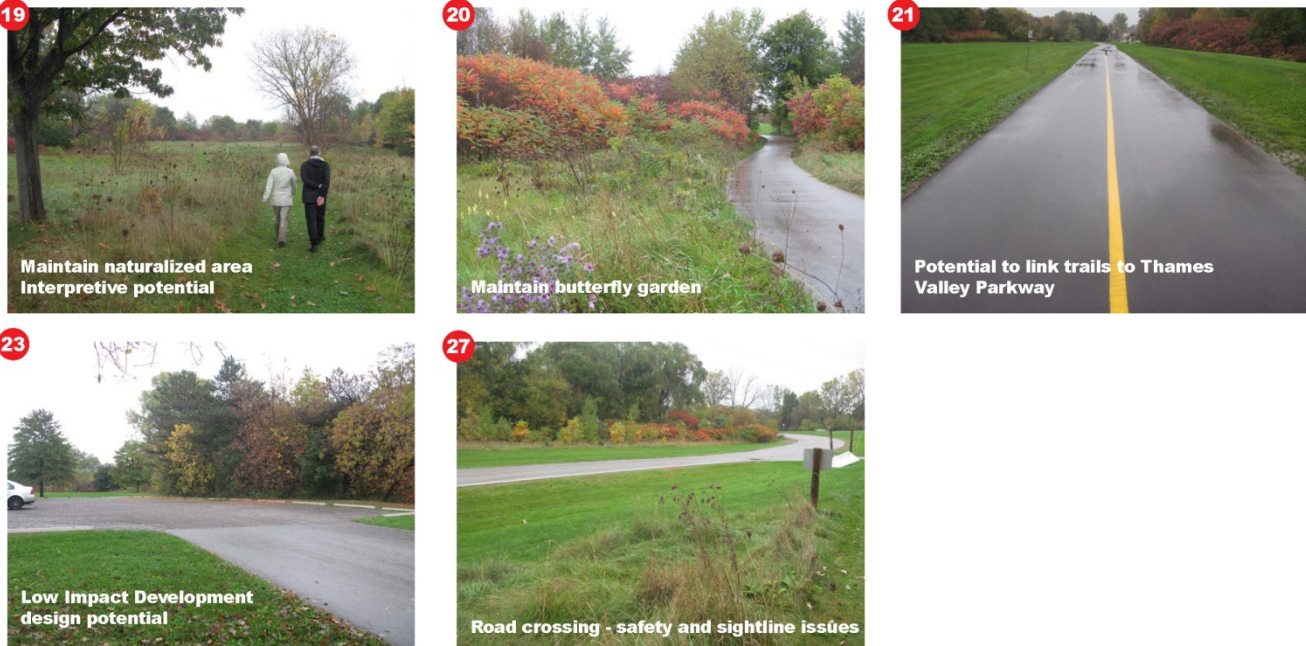 19
Maintain naturalized area
Interpretive potential
20
Maintain butterfly garden
21
Potential to link trails to Thames
Valley Parkway
23
Low Impact Development
design potential
27
Road crossing - safety and sightline issues